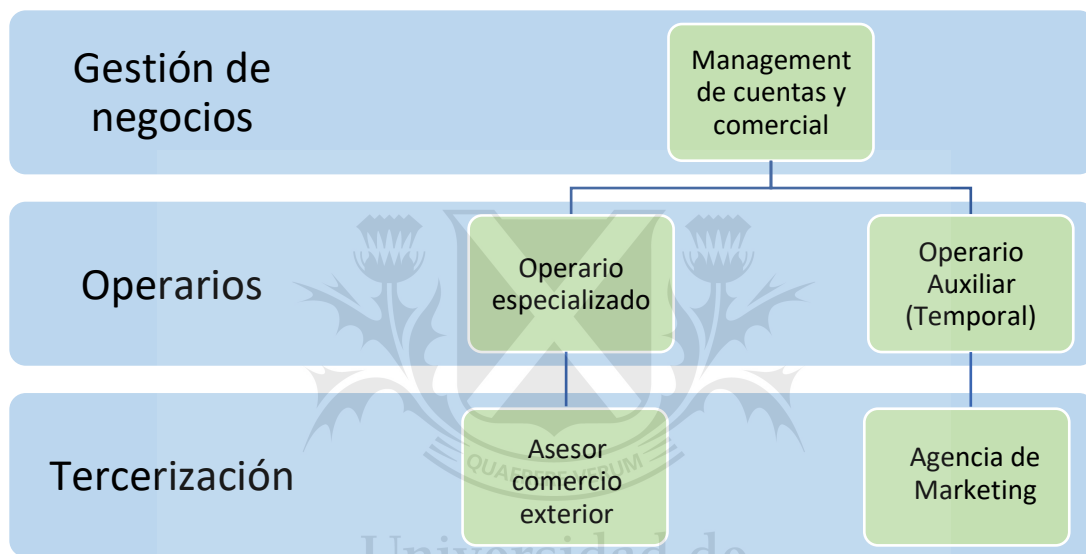 Gestión de
negocios
Management
de cuentas y
comercial
Operarios
Operario
especializado
Operario
Auxiliar
(Temporal)
Tercerización
Asesor
comercio
exterior
Agencia de
Marketing
QUAERERE VERUM
Universidad de